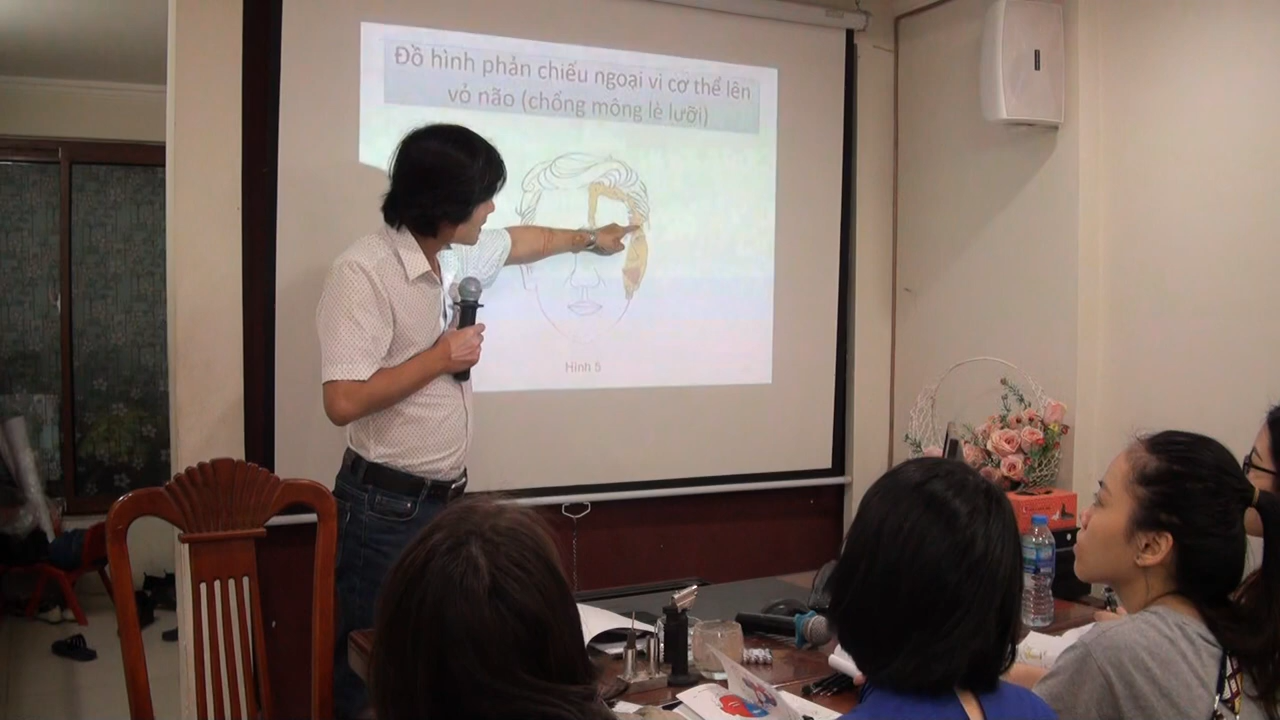 Đồ hình phản chiếu ngoại vi cơ thể lên
vỏ não (chổng mông lè lưỡi)
Hình 5